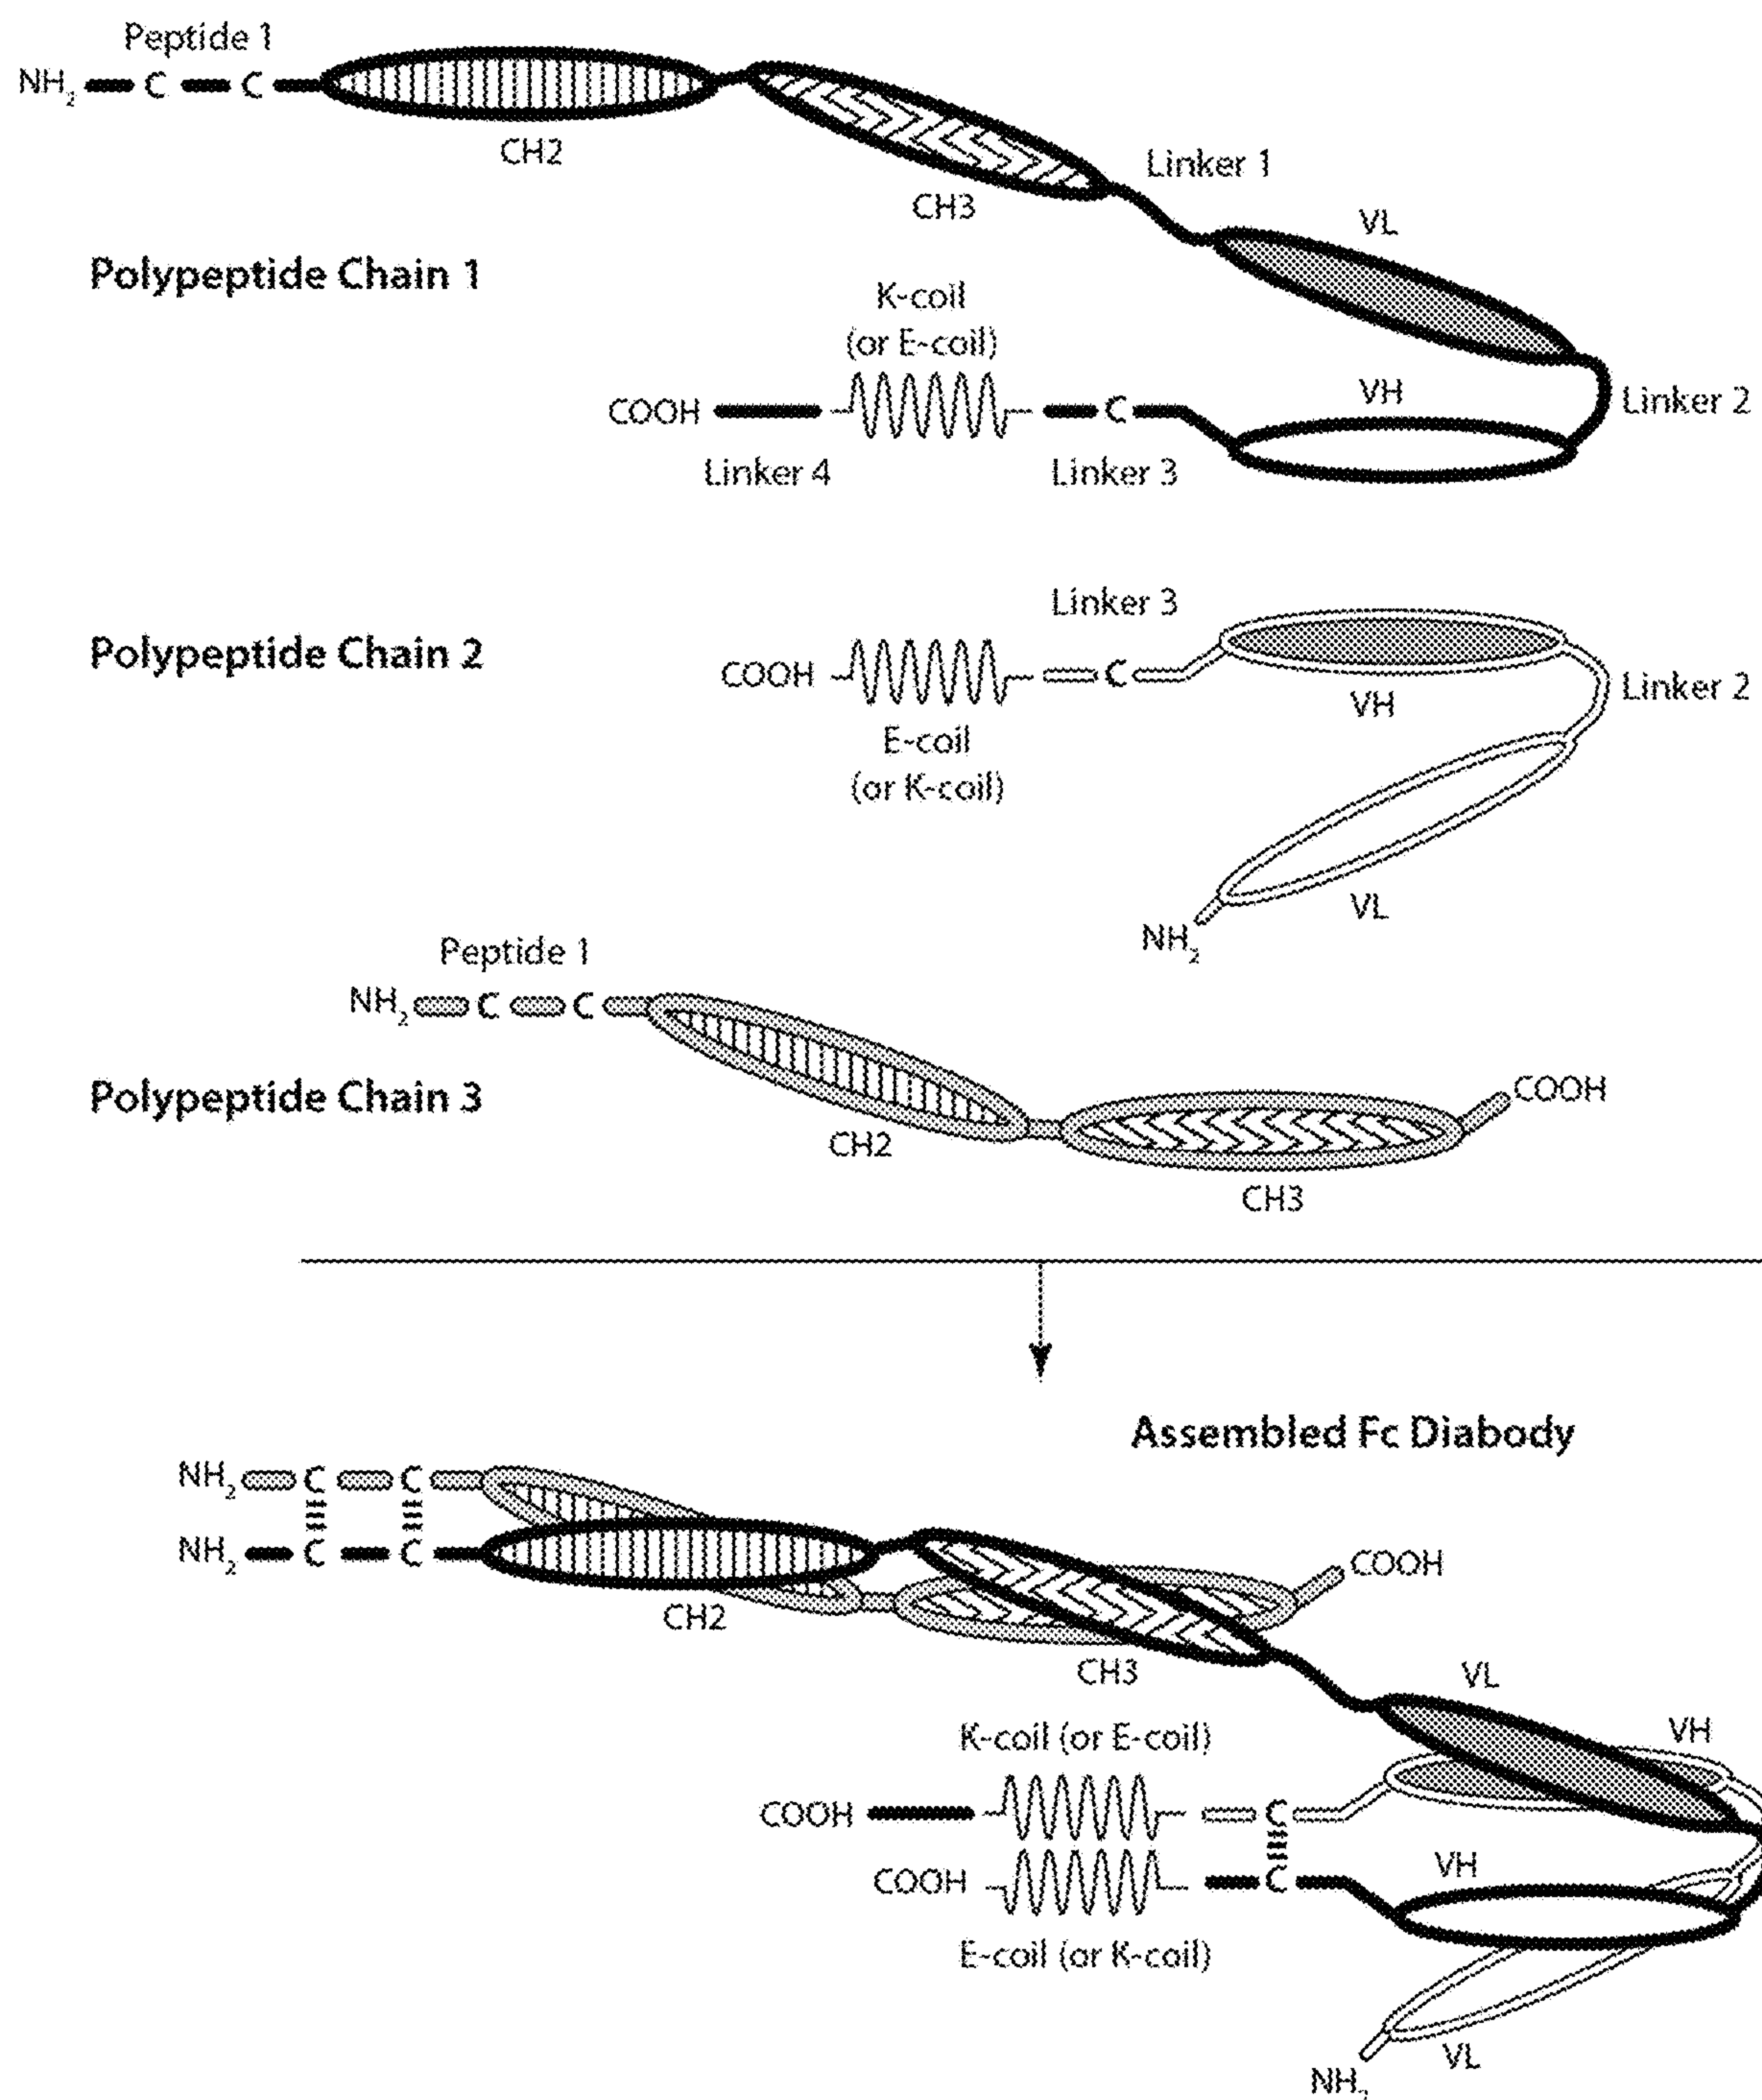 Peptide 1
NH2 C C
CH2
CH3
Linker 1
VL
Polypeptide Chain 1
K-coil
(or E-coil)
VH
COOH C
Linker 2
Linker 4
Linker 3
Linker 3
Polypeptide Chain 2
COOH C
VH
Linker 2
E-coil
(or K-coil)
VL
NH2
Peptide 1
NH2 C C
Polypeptide Chain 3
COOH
CH2
CH3
Assembled Fc Diabody
NH2 C C
NH2 C C
COOH
CH2
CH3
VL
VH
K-coil (or E-coil)
COOH C
VH
COOH C
E-coil (or K-coil)
VL
NH2